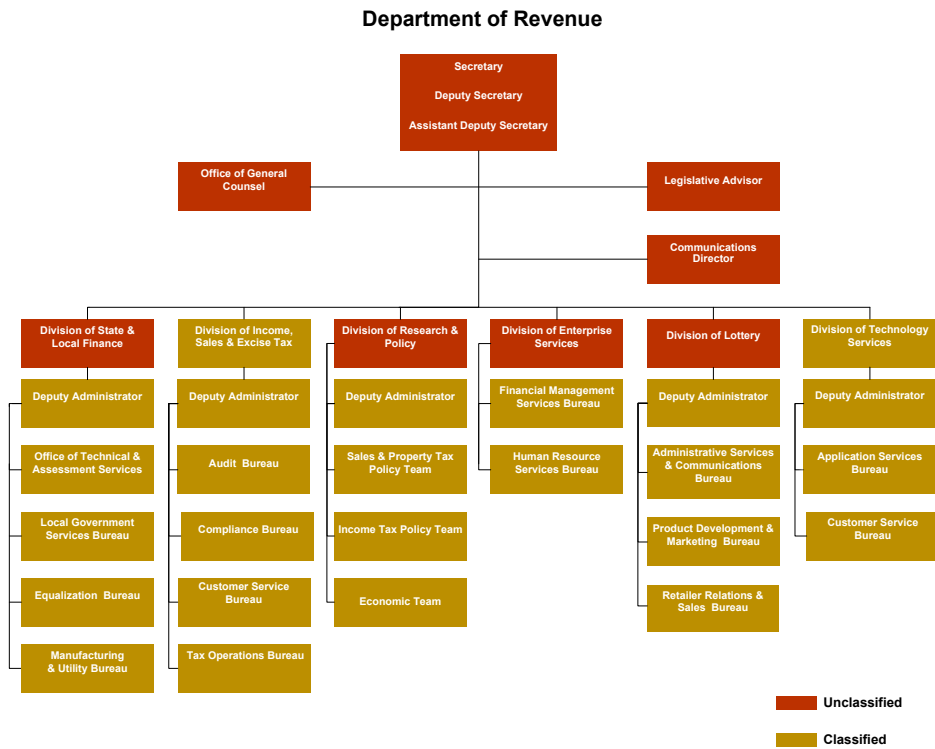 Department of Revenue
Secretary
Deputy Secretary
Assistant Deputy Secretary
Office of General
Counsel
Legislative Advisor
Communications
Director
Division of State &
Local Finance
Division of Income,
Sales & Excise Tax
Division of Research &
Policy
Division of Enterprise
Services
Division of Lottery
Division of Technology
Services
Deputy Administrator
Deputy Administrator
Deputy Administrator
Financial Management
Services Bureau
Deputy Administrator
Deputy Administrator
Office of Technical &
Assessment Services
Audit Bureau
Sales & Property Tax
Policy Team
Human Resource
Services Bureau
Administrative Services
& Communications
Bureau
Application Services
Bureau
Local Government
Services Bureau
Compliance Bureau
Income Tax Policy Team
Product Development &
Marketing Bureau
Customer Service
Bureau
Equalization Bureau
Customer Service
Bureau
Economic Team
Retailer Relations &
Sales Bureau
Manufacturing
& Utility Bureau
Tax Operations Bureau
Unclassified
Classified